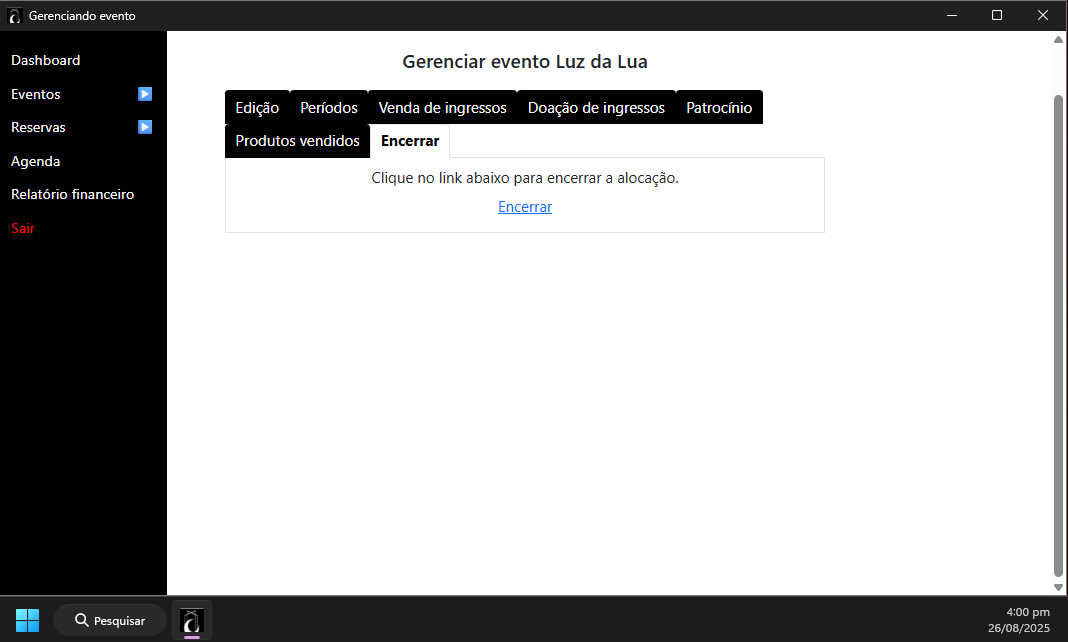 Gerenciando evento
Dashboard
Eventos
Reservas
Agenda
Relatório financeiro
Sair
Gerenciar evento Luz da Lua
Edição Períodos Venda de ingressos Doação de ingressos Patrocínio
Produtos vendidos Encerrar
Clique no link abaixo para encerrar a alocação.
Encerrar
Pesquisar
4:00 pm
26/08/2025